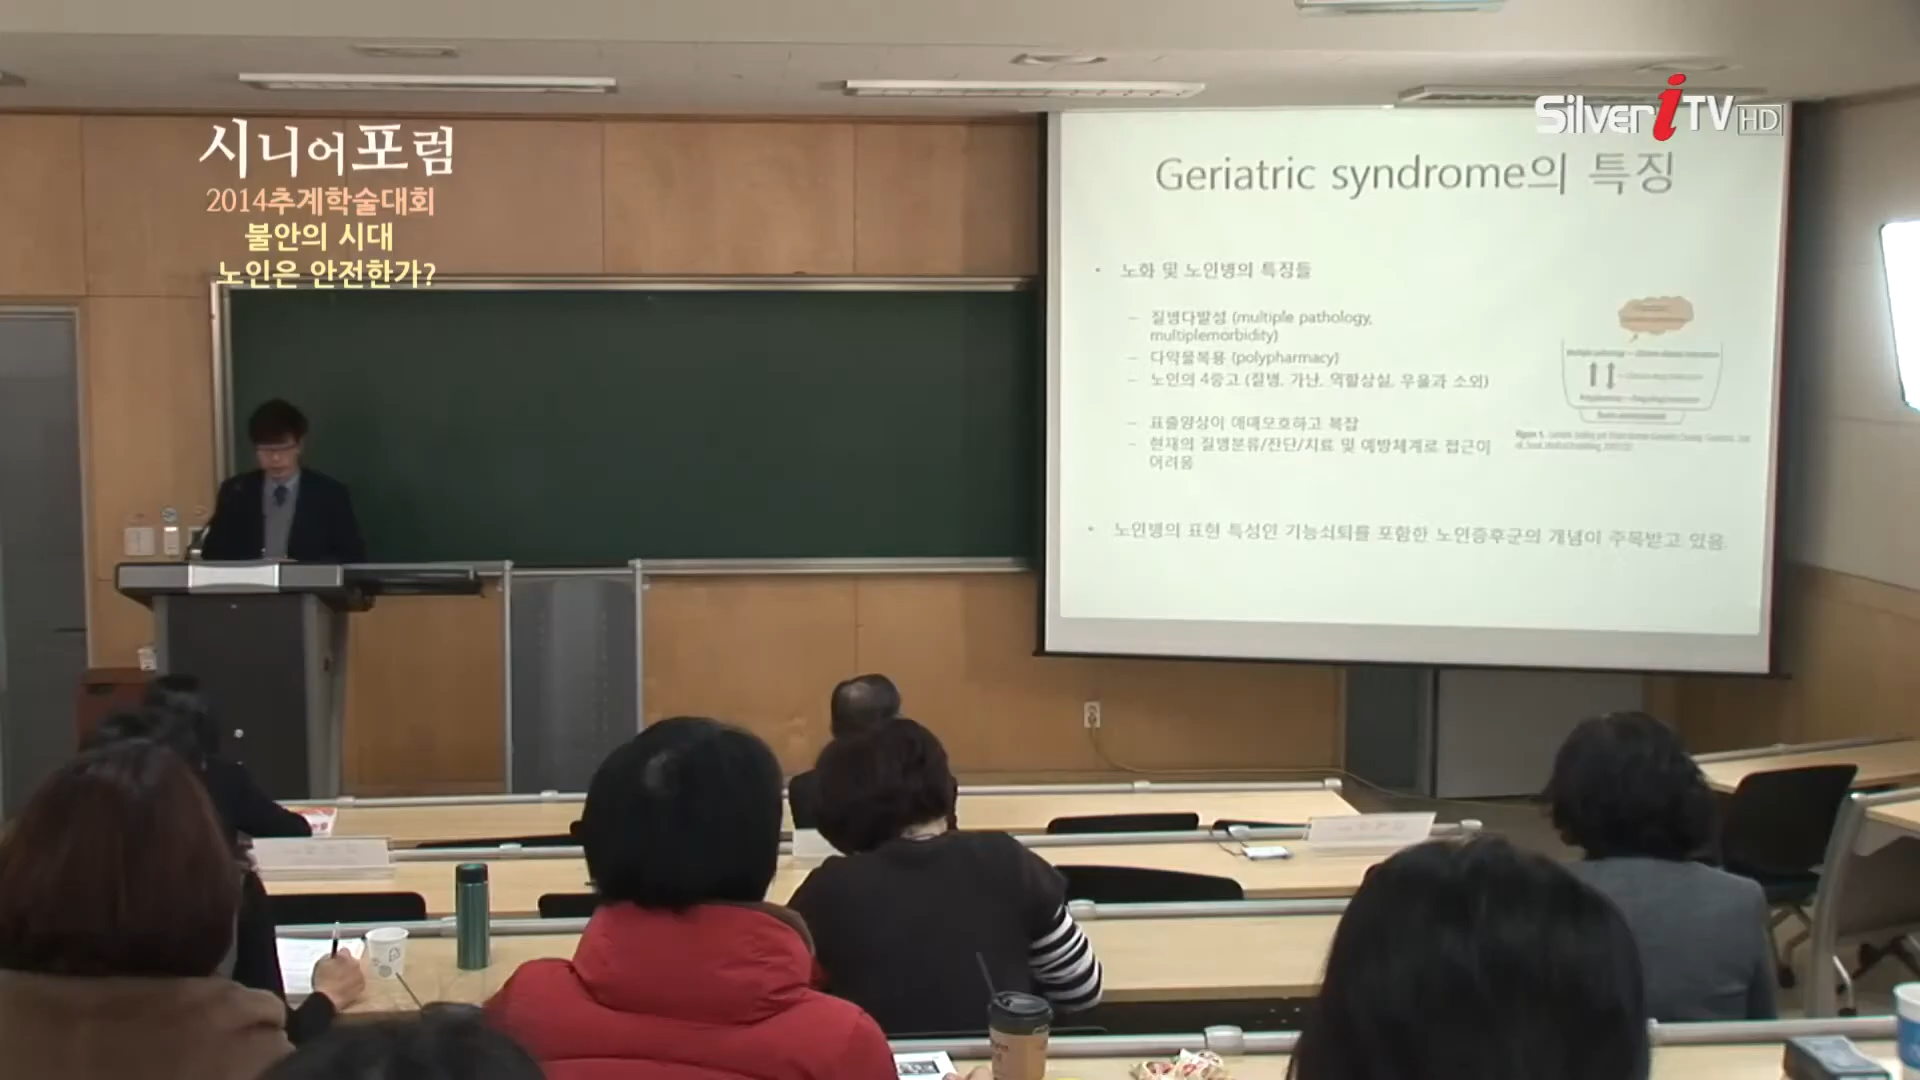 시니어포럼
2014추계학술대회
불안의 시대
노인은 안전한가?
Silver i TV HD
Geriatric syndrome의 특징
• 노화 및 노인병의 특징들
– 질병다발성 (multiple pathology,
multiplemorbidity)
– 다약물복용 (polypharmacy)
– 노인의 4중고 (질병, 가난, 역할상실, 우울과 소외)
– 표출양상이 애매모호하고 복잡
– 현재의 질병분류/진단/치료 및 예방체계로 접근이
어려움
• 노인병의 표현 특성인 기능쇠퇴를 포함한 노인증후군의 개념이 주목받고 있음.